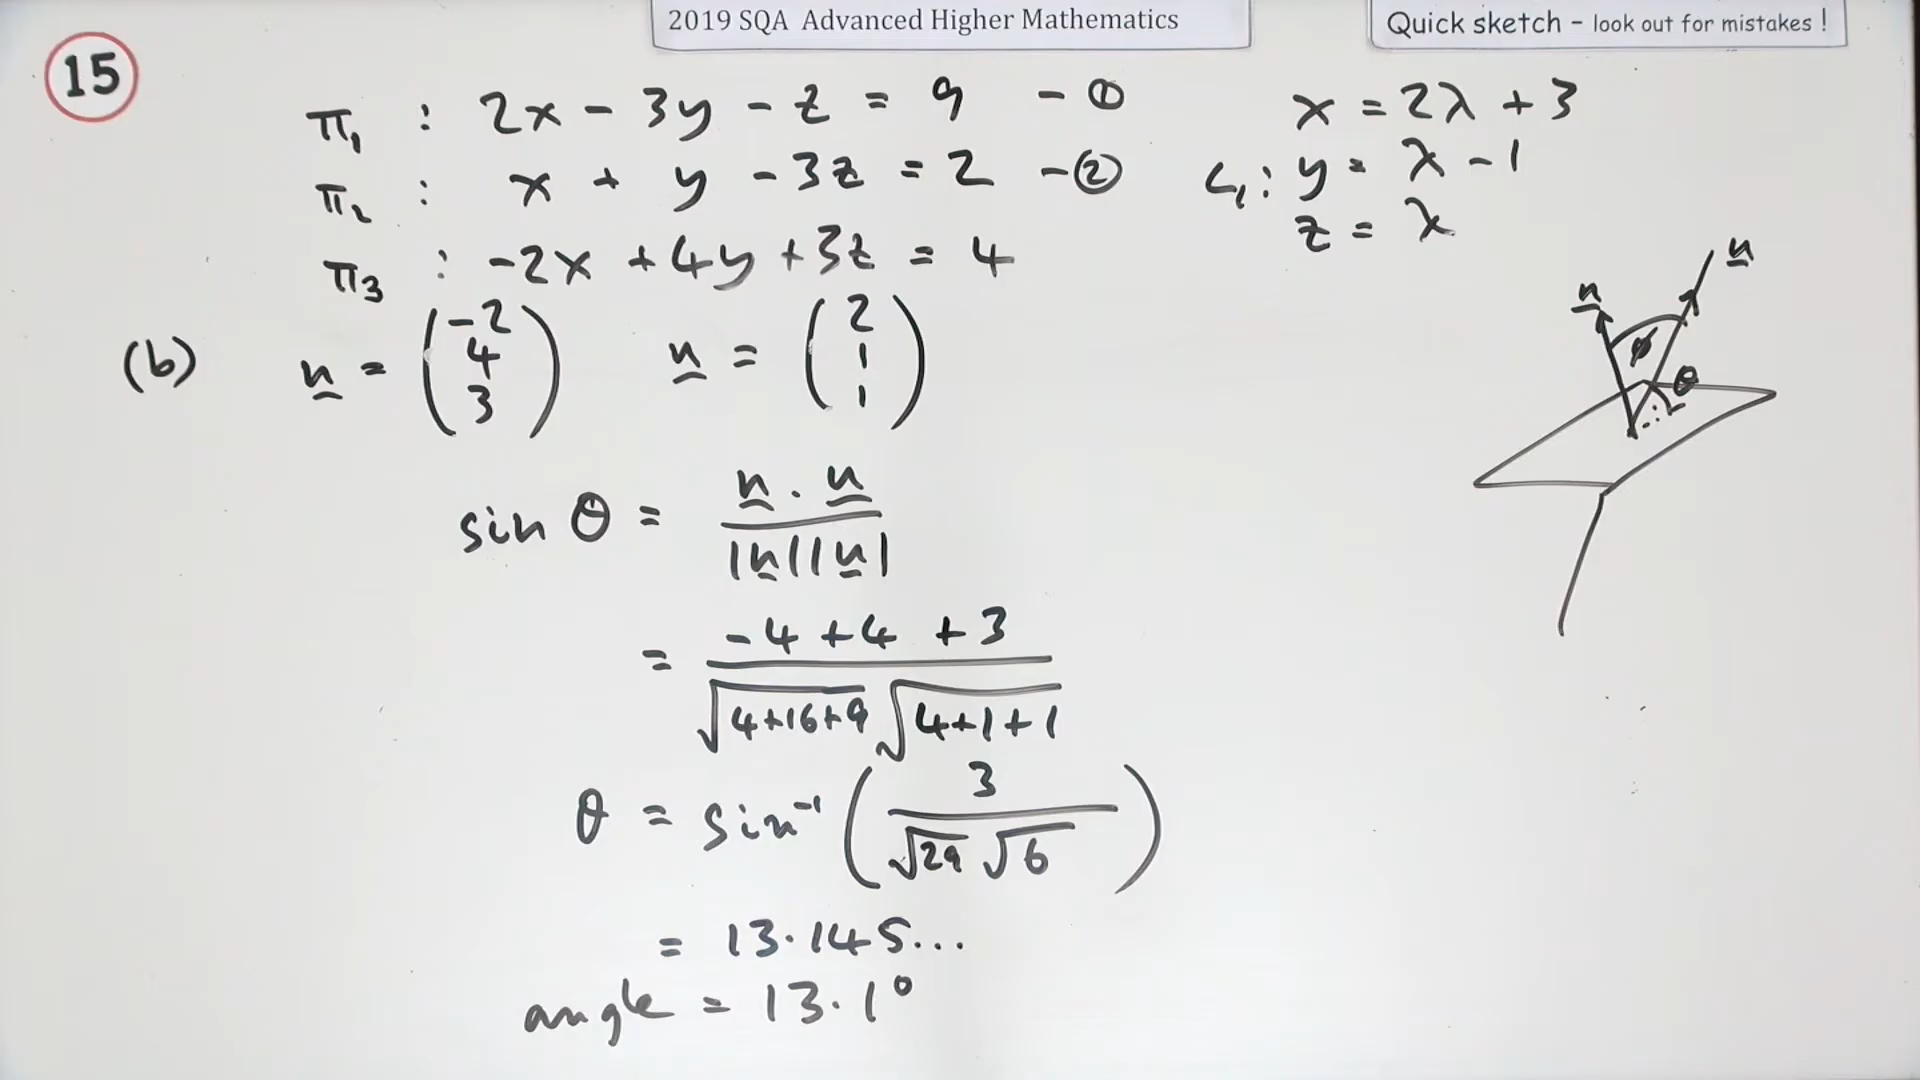 2019 SQA Advanced Higher Mathematics
Quick sketch - look out for mistakes !
15
π₁ : 2x - 3y - z = 9 - ①
π₂ : x + y - 3z = 2 - ②
π₃ : -2x + 4y + 3z = 4
x = 2λ + 3
L₁ : y = λ - 1
z = λ
(b) n = (-2 4 3) u = (2 1 1)
n u
φ
θ
sin θ = n . u / |n||u|
= -4 + 4 + 3 / √4+16+9 √4+1+1
θ = sin⁻¹ ( 3 / √29 √6 )
= 13.145...
angle = 13.1°